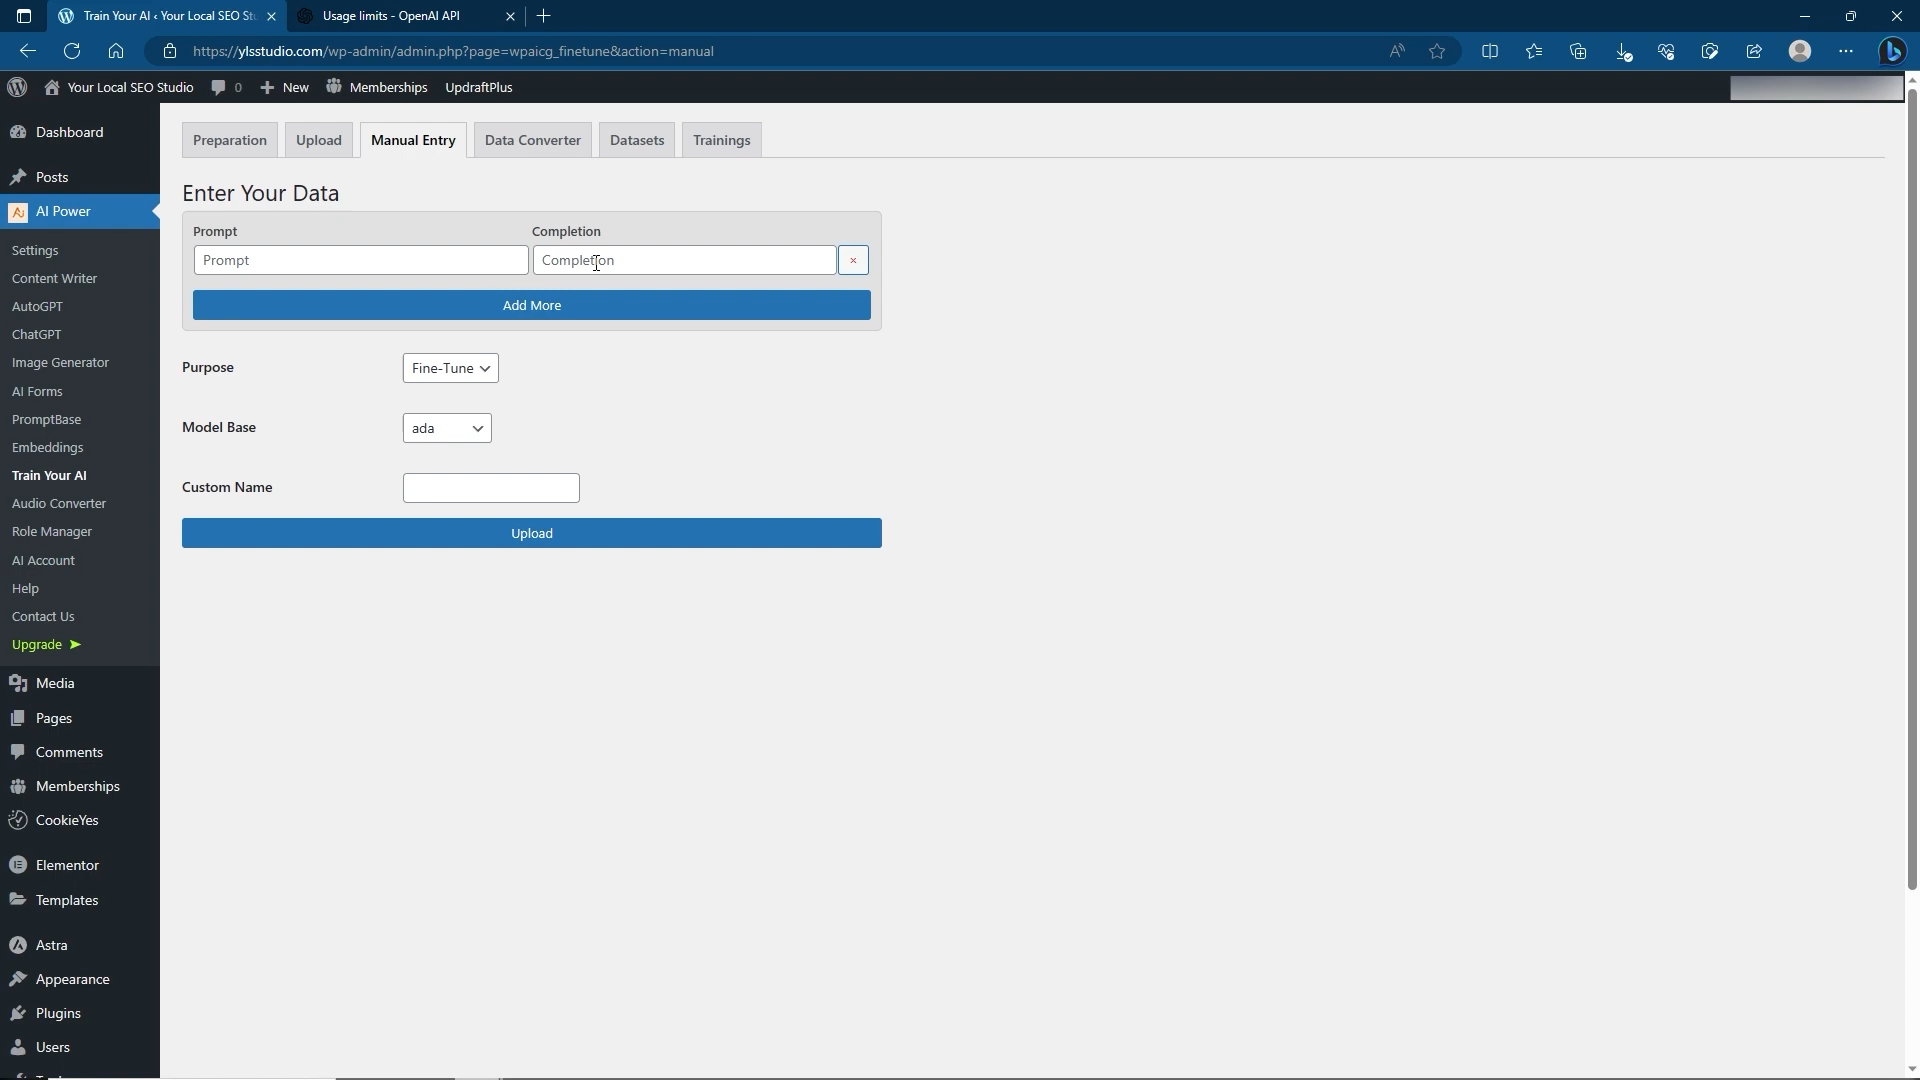 Train Your AI ‹ Your Local SEO St
Usage limits - OpenAI API
https://ylsstudio.com/wp-admin/admin.php?page=wpaicg_finetune&action=manual
Your Local SEO Studio
0
New
Memberships
UpdraftPlus
Dashboard
Posts
AI Power
Settings
Content Writer
AutoGPT
ChatGPT
Image Generator
AI Forms
PromptBase
Embeddings
Train Your AI
Audio Converter
Role Manager
AI Account
Help
Contact Us
Upgrade ➤
Media
Pages
Comments
Memberships
CookieYes
Elementor
Templates
Astra
Appearance
Plugins
Users
Preparation
Upload
Manual Entry
Data Converter
Datasets
Trainings
Enter Your Data
Prompt
Completion
Prompt
Completion
×
Add More
Purpose
Fine-Tune
Model Base
ada
Custom Name
Upload